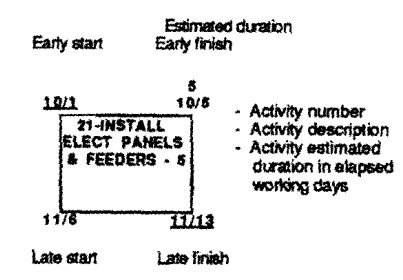 Estimated duration
Early start Early finish
5
10/1 10/5
21-INSTALL
ELECT PANELS
& FEEDERS - 5
- Activity number
- Activity description
- Activity estimated
duration in elapsed
working days
11/6 11/13
Late start Late finish